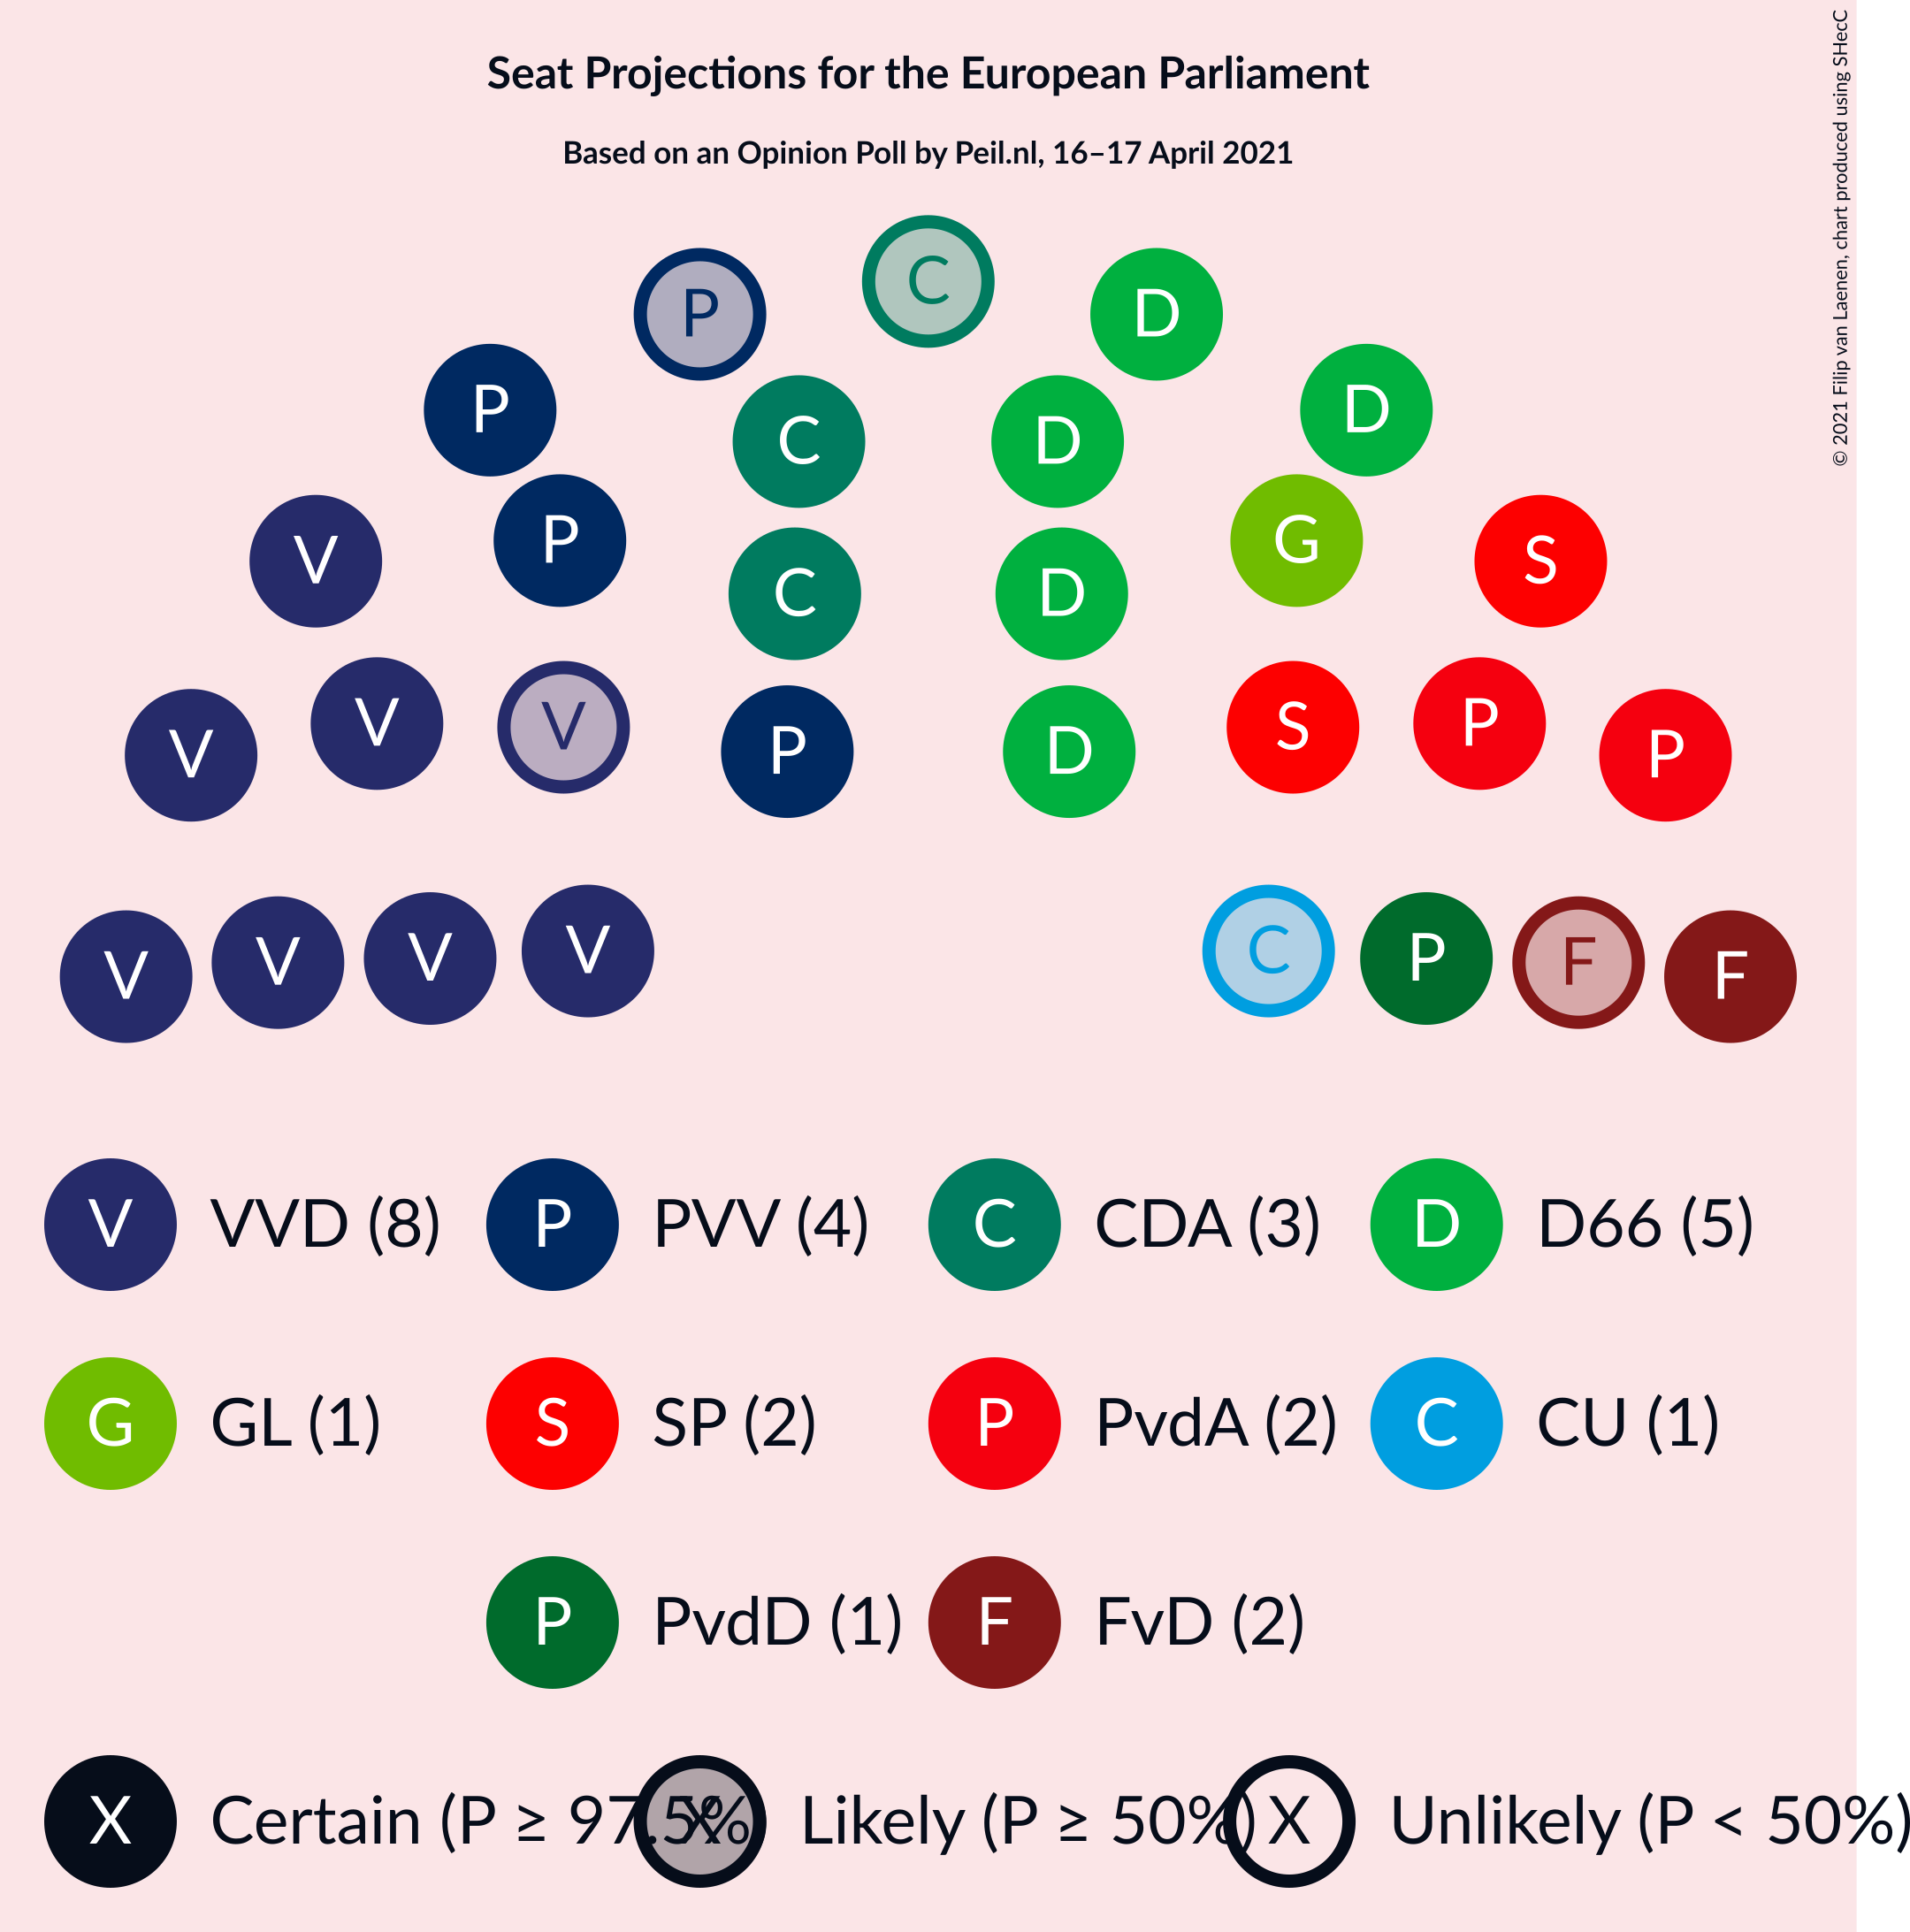 Seat Projections for the European Parliament
Based on an Opinion Poll by Peil.nl, 16–17 April 2021
© 2021 Filip van Laenen, chart produced using SHecC
C
P D
P D
C D
P G
V S
C D
V P
V S
P D
V P
V C
V P
V F
V F
V VVD (8) P PVV (4) C CDA (3) D D66 (5)
G GL (1) S SP (2) P PvdA (2) C CU (1)
P PvdD (1) F FvD (2)
X Certain (P ≥ 97.5% X Likely (P ≥ 50%) X Unlikely (P < 50%)